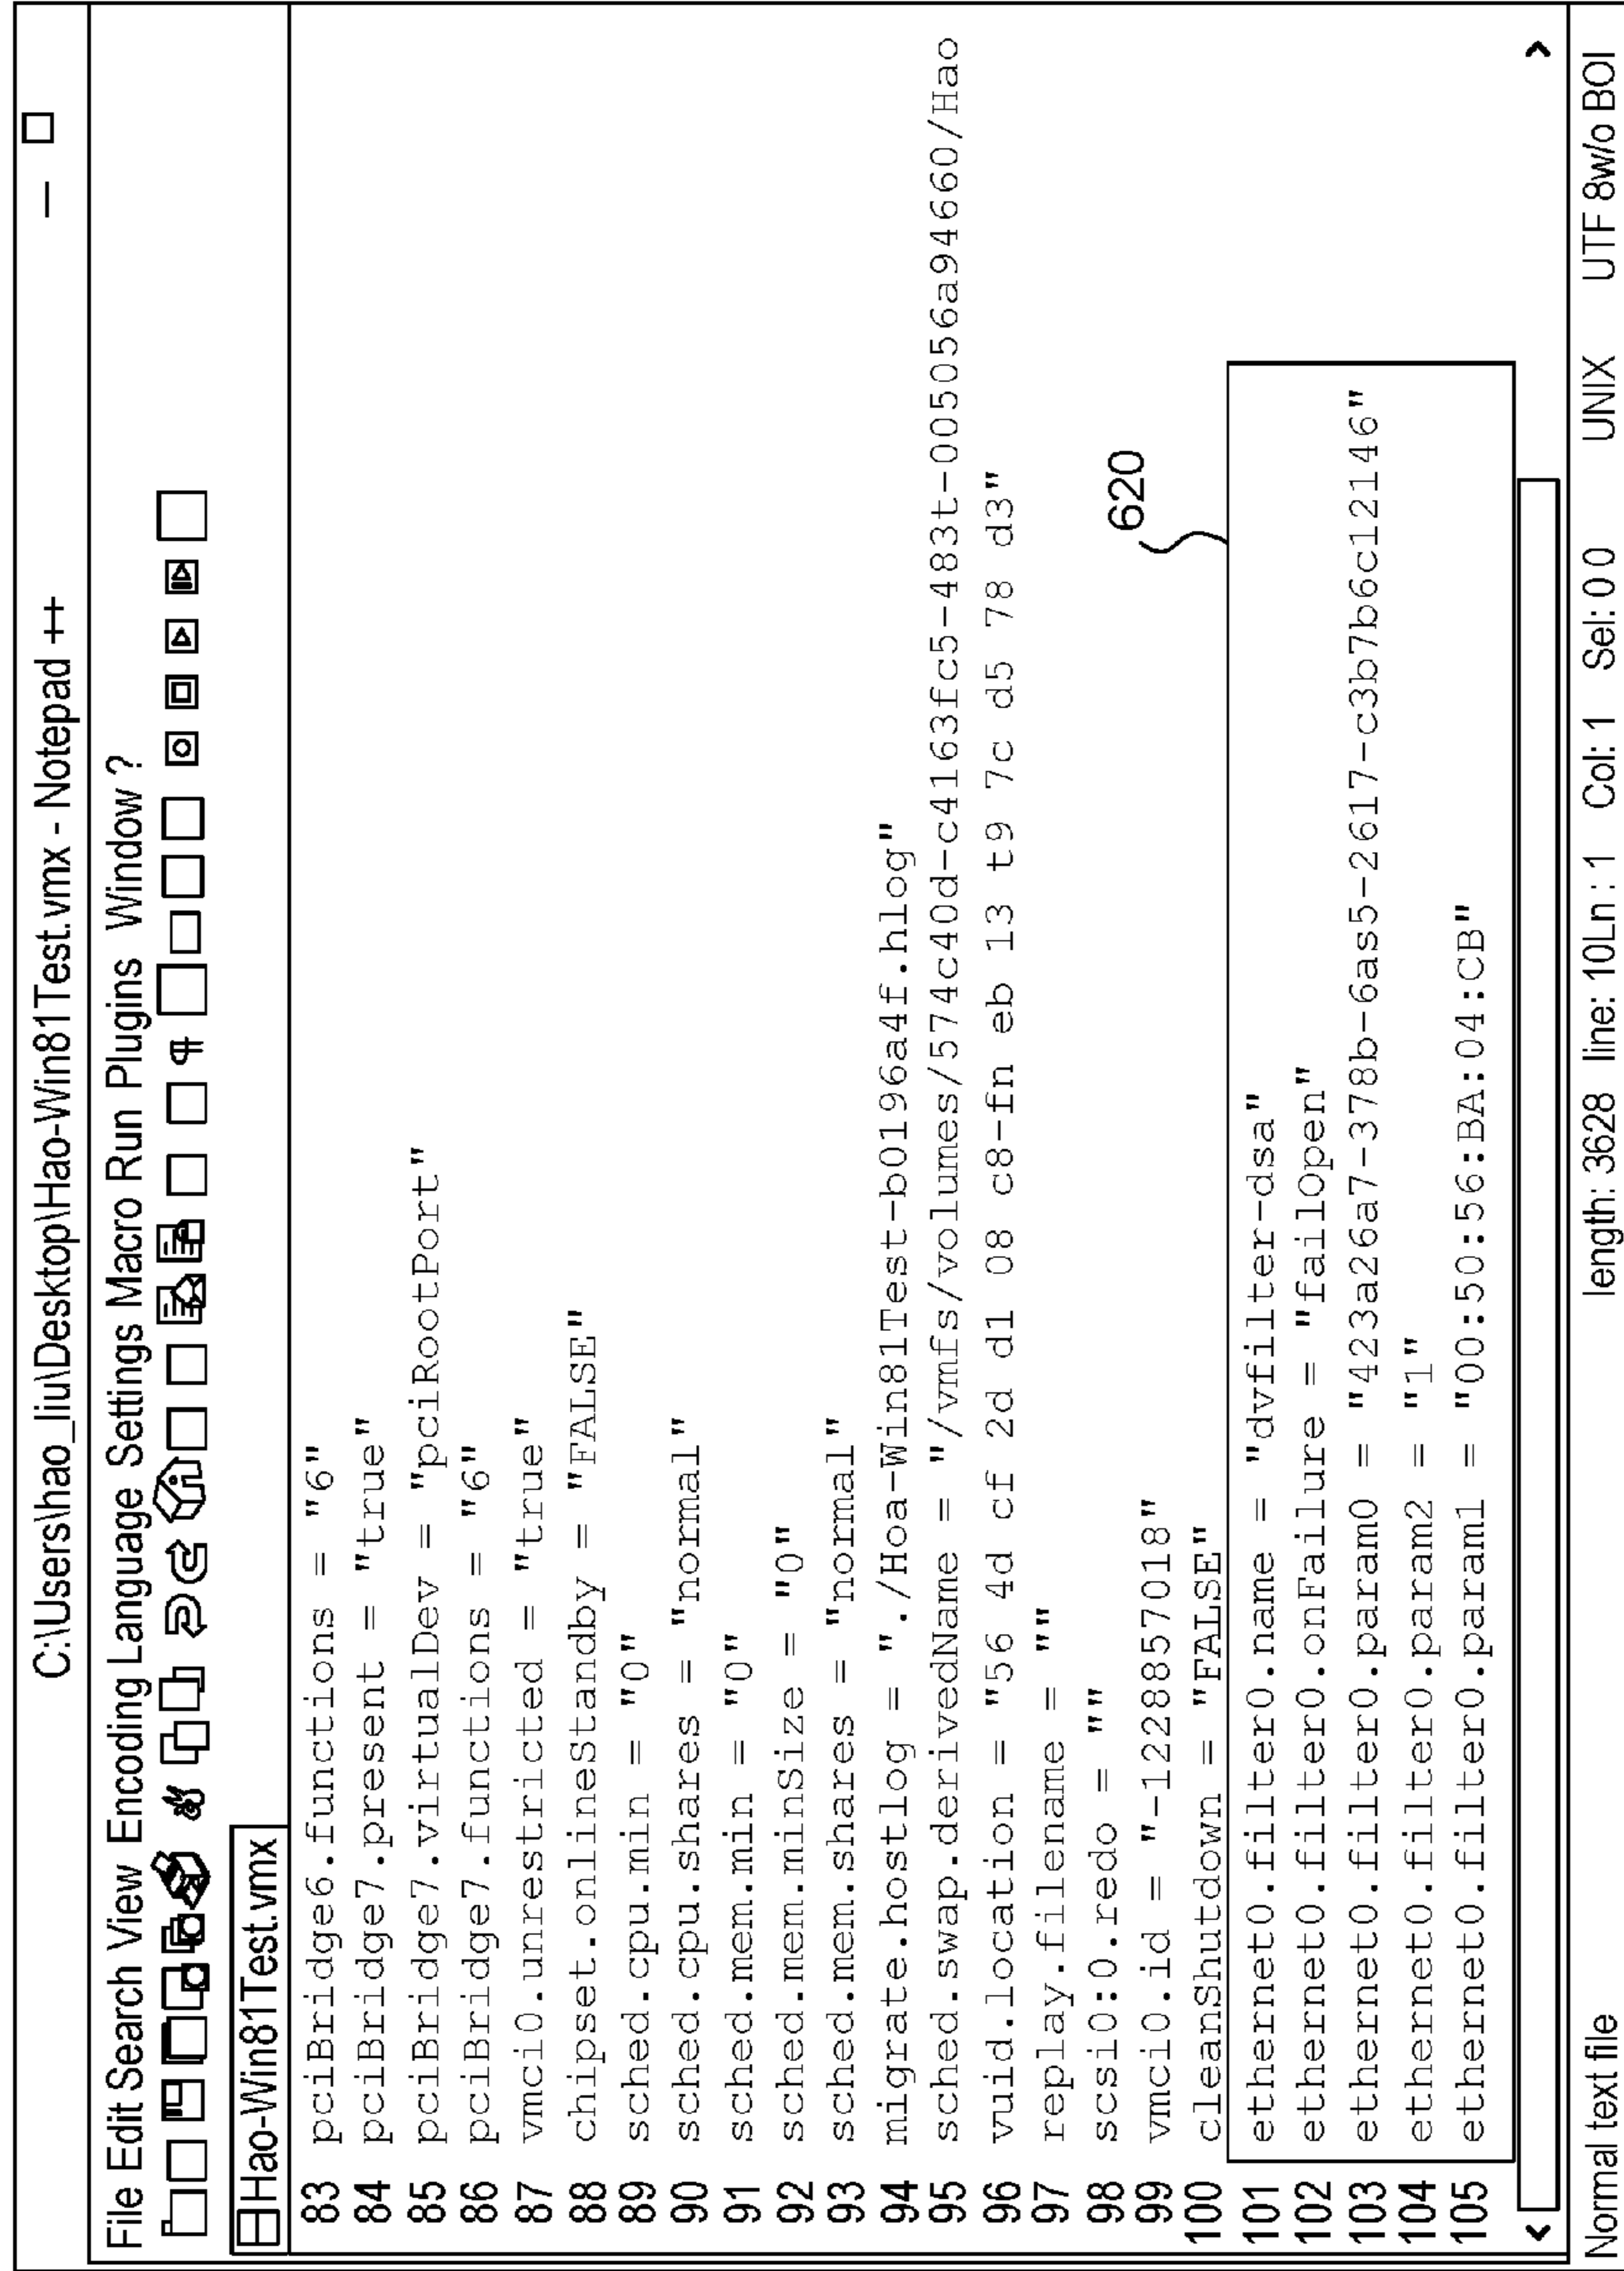 C:\Users\hao_liu\Desktop\Hao-Win81Test.vmx - Notepad ++
File Edit Search View Encoding Language Settings Macro Run Plugins Window ?
Hao-Win81Test.vmx
83 pciBridge6.functions = "6"
84 pciBridge7.present = "true"
85 pciBridge7.virtualDev = "pciRootPort"
86 pciBridge7.functions = "6"
87 vmci0.unrestricted = "true"
88 chipset.onlineStandby = "FALSE"
89 sched.cpu.min = "0"
90 sched.cpu.shares = "normal"
91 sched.mem.min = "0"
92 sched.mem.minSize = "0"
93 sched.mem.shares = "normal"
94 migrate.hostlog = "./Hoa-Win81Test-b0196a4f.hlog"
95 sched.swap.derivedName = "/vmfs/volumes/574c40d-c4163fc5-483t-005056a94660/Hao
96 vuid.location = "56 4d cf 2d d1 08 c8-fn eb 13 t9 7c d5 78 d3"
97 replay.filename = ""
98 scsi0:0.redo = ""
99 vmci0.id = "-1228857018"
100 cleanShutdown = "FALSE"
620
101 ethernet0.filter0.name = "dvfilter-dsa"
102 ethernet0.filter0.onFailure = "failOpen"
103 ethernet0.filter0.param0 = "423a26a7-378b-6as5-2617-c3b7b6c12146"
104 ethernet0.filter0.param2 = "1"
105 ethernet0.filter0.param1 = "00:50:56:BA:04:CB"
Normal text file length: 3628 line: 10Ln : 1 Col: 1 Sel: 0 0 UNIX UTF 8w/o BOI